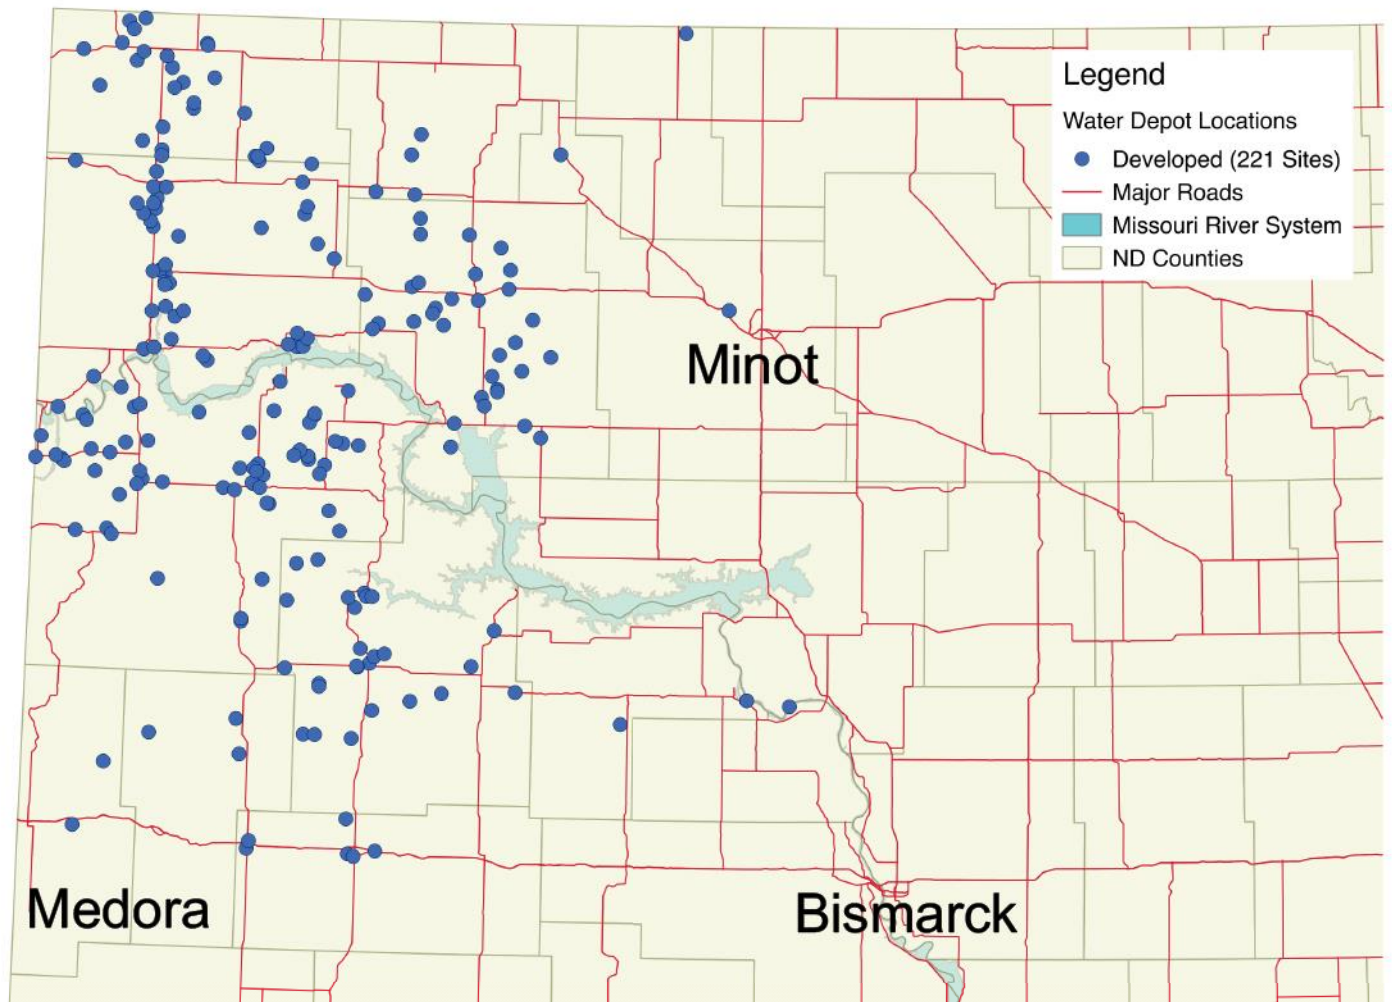 Legend
Water Depot Locations
Developed (221 Sites)
Major Roads
Missouri River System
ND Counties
Minot
Medora
Bismarck